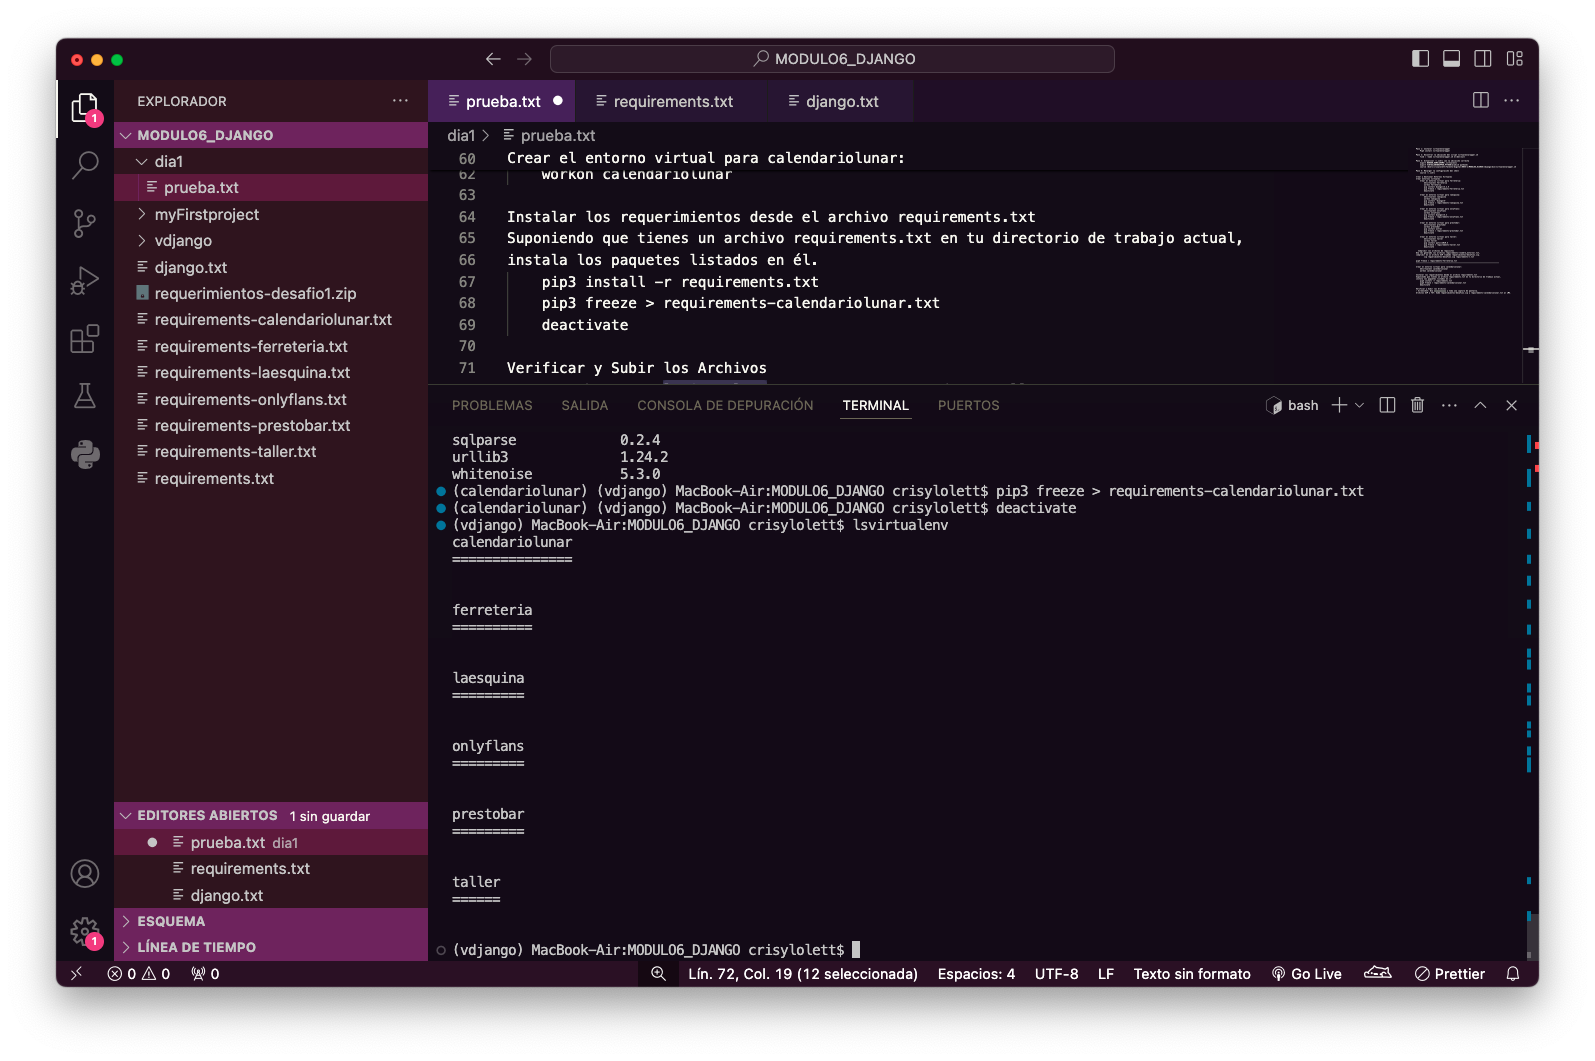 MODULO6_DJANGO
EXPLORADOR
MODULO6_DJANGO
dia1
prueba.txt
myFirstproject
vdjango
django.txt
requerimientos-desafio1.zip
requirements-calendariolunar.txt
requirements-ferreteria.txt
requirements-laesquina.txt
requirements-onlyflans.txt
requirements-prestobar.txt
requirements-taller.txt
requirements.txt
EDITORES ABIERTOS 1 sin guardar
prueba.txt dia1
requirements.txt
django.txt
ESQUEMA
LÍNEA DE TIEMPO
1
1
prueba.txt requirements.txt django.txt
dia1 prueba.txt
60 Crear el entorno virtual para calendariolunar:
62 workon calendariolunar
63
64 Instalar los requerimientos desde el archivo requirements.txt
65 Suponiendo que tienes un archivo requirements.txt en tu directorio de trabajo actual,
66 instala los paquetes listados en él.
67 pip3 install -r requirements.txt
68 pip3 freeze > requirements-calendariolunar.txt
69 deactivate
70
71 Verificar y Subir los Archivos
PROBLEMAS SALIDA CONSOLA DE DEPURACIÓN TERMINAL PUERTOS bash
sqlparse 0.2.4
urllib3 1.24.2
whitenoise 5.3.0
(calendariolunar) (vdjango) MacBook-Air:MODULO6_DJANGO crisylolett$ pip3 freeze > requirements-calendariolunar.txt
(calendariolunar) (vdjango) MacBook-Air:MODULO6_DJANGO crisylolett$ deactivate
(vdjango) MacBook-Air:MODULO6_DJANGO crisylolett$ lsvirtualenv
calendariolunar
===============
ferreteria
==========
laesquina
=========
onlyflans
=========
prestobar
=========
taller
======
(vdjango) MacBook-Air:MODULO6_DJANGO crisylolett$
0 0 0 Lín. 72, Col. 19 (12 seleccionada) Espacios: 4 UTF-8 LF Texto sin formato Go Live Prettier